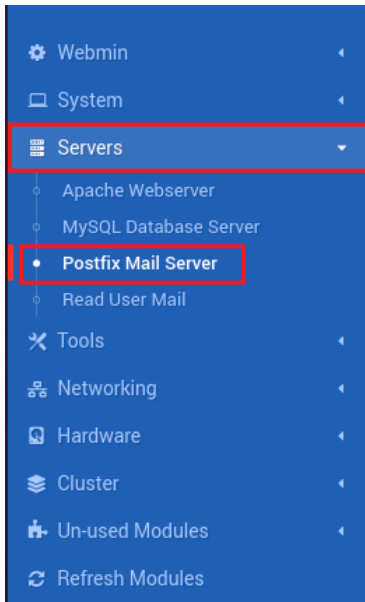 Webmin
System
Servers
Apache Webserver
MySQL Database Server
Postfix Mail Server
Read User Mail
Tools
Networking
Hardware
Cluster
Un-used Modules
Refresh Modules